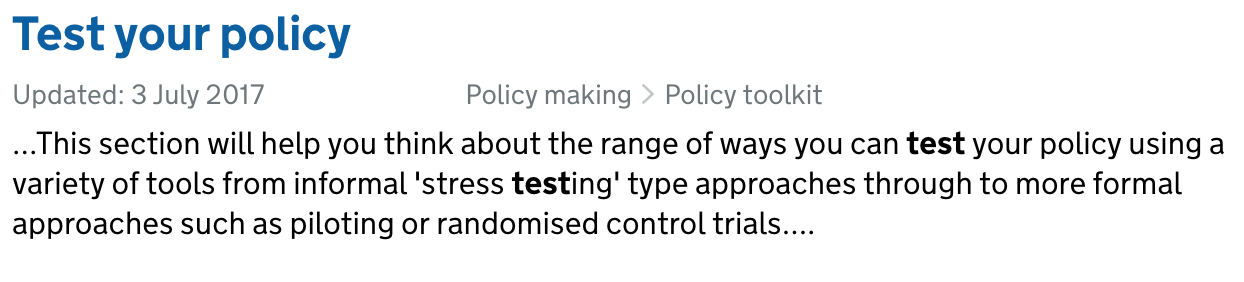 Test your policy
Updated: 3 July 2017 Policy making > Policy toolkit
...This section will help you think about the range of ways you can test your policy using a
variety of tools from informal 'stress testing' type approaches through to more formal
approaches such as piloting or randomised control trials....